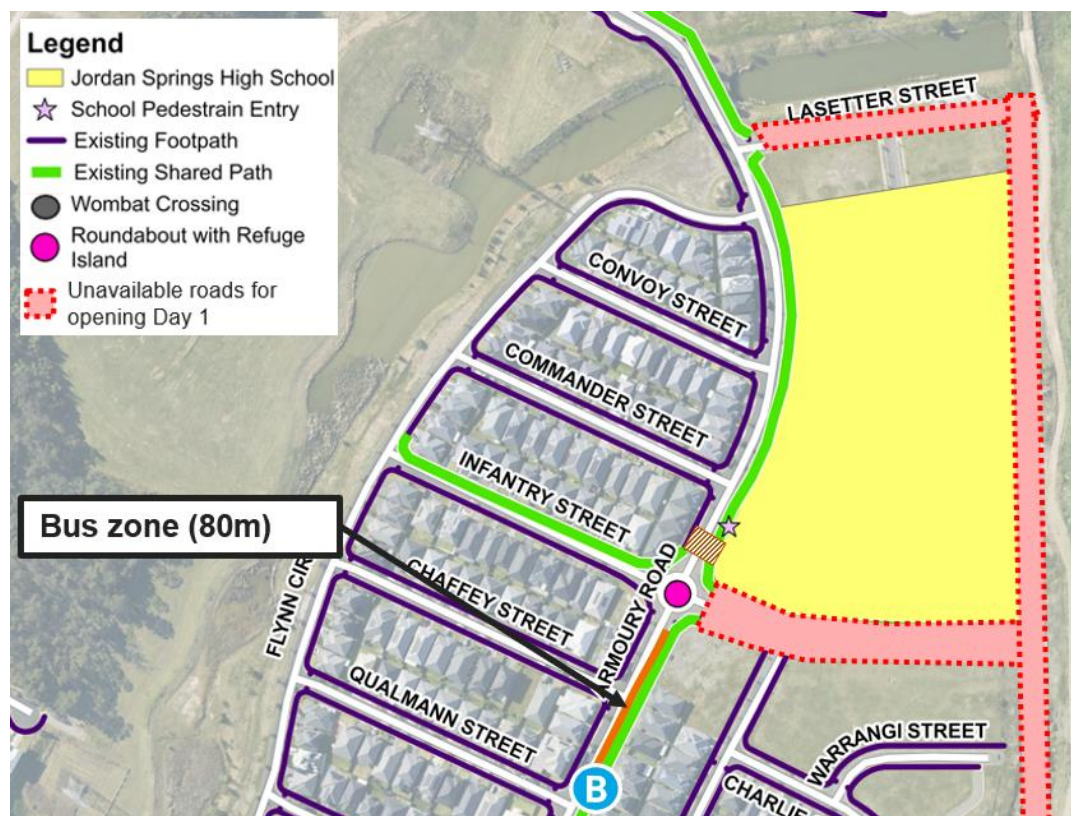 Legend
Jordan Springs High School
School Pedestrain Entry
Existing Footpath
Existing Shared Path
Wombat Crossing
Roundabout with Refuge
Island
Unavailable roads for
opening Day 1
LASETTER STREET
CONVOY STREET
COMMANDER STREET
INFANTRY STREET
Bus zone (80m)
CHAFFEY STREET
ARMOURY ROAD
FLYNN CIR
QUALMANN STREET
WARRANGI STREET
CHARLIE
B